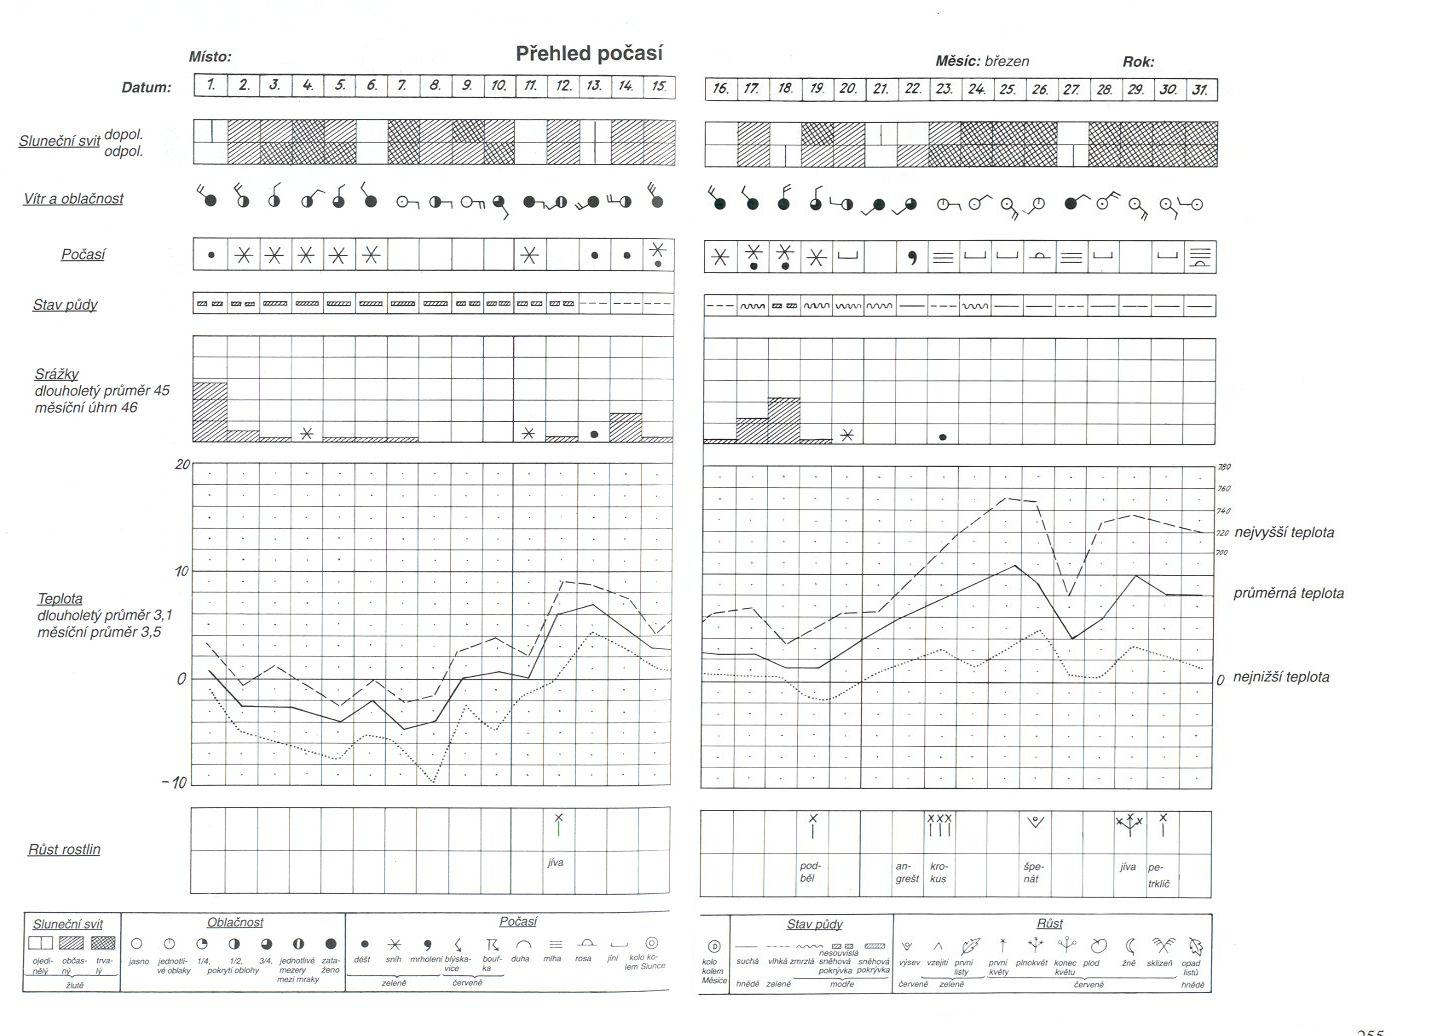 Místo:
Přehled počasí
Měsíc: březen
Rok:
Datum:
1. 2. 3. 4. 5. 6. 7. 8. 9. 10. 11. 12. 13. 14. 15.
16. 17. 18. 19. 20. 21. 22. 23. 24. 25. 26. 27. 28. 29. 30. 31.
Sluneční svit
dopol.
odpol.
Vítr a oblačnost
Počasí
Stav půdy
Srážky
dlouholetý průměr 45
měsíční úhrn 46
20
10
0
-10
780
760
740
720
700
0
Teplota
dlouholetý průměr 3,1
měsíční průměr 3,5
nejvyšší teplota
průměrná teplota
nejnižší teplota
Růst rostlin
jíva
pod-
běl
an-
grešt
kro-
kus
špe-
nát
jíva
pe-
trklíč
Sluneční svit
ojedi-
nělý
občas-
ný
trva-
lý
žlutě
Oblačnost
jasno
jednotli-
vé oblaky
1/4,
1/2,
3/4,
pokrytí oblohy
jednotlivé
mezery
mezi mraky
zata-
ženo
Počasí
déšť
sníh
mrholení
zeleně
blýska-
vice
bouř-
ka
červeně
duha
mlha
rosa
jíní
kolo ko-
lem Slunce
kolo
kolem
Měsíce
Stav půdy
suchá
hnědě
vlhká
zeleně
zmrzlá
nesouvislá
sněhová
pokrývka
sněhová
pokrývka
modře
Růst
výsev
červeně
vzejití
první
listy
zeleně
první
květy
plnokvět
konec
květu
plod
žně
sklizeň
červeně
opad
listů
hnědě